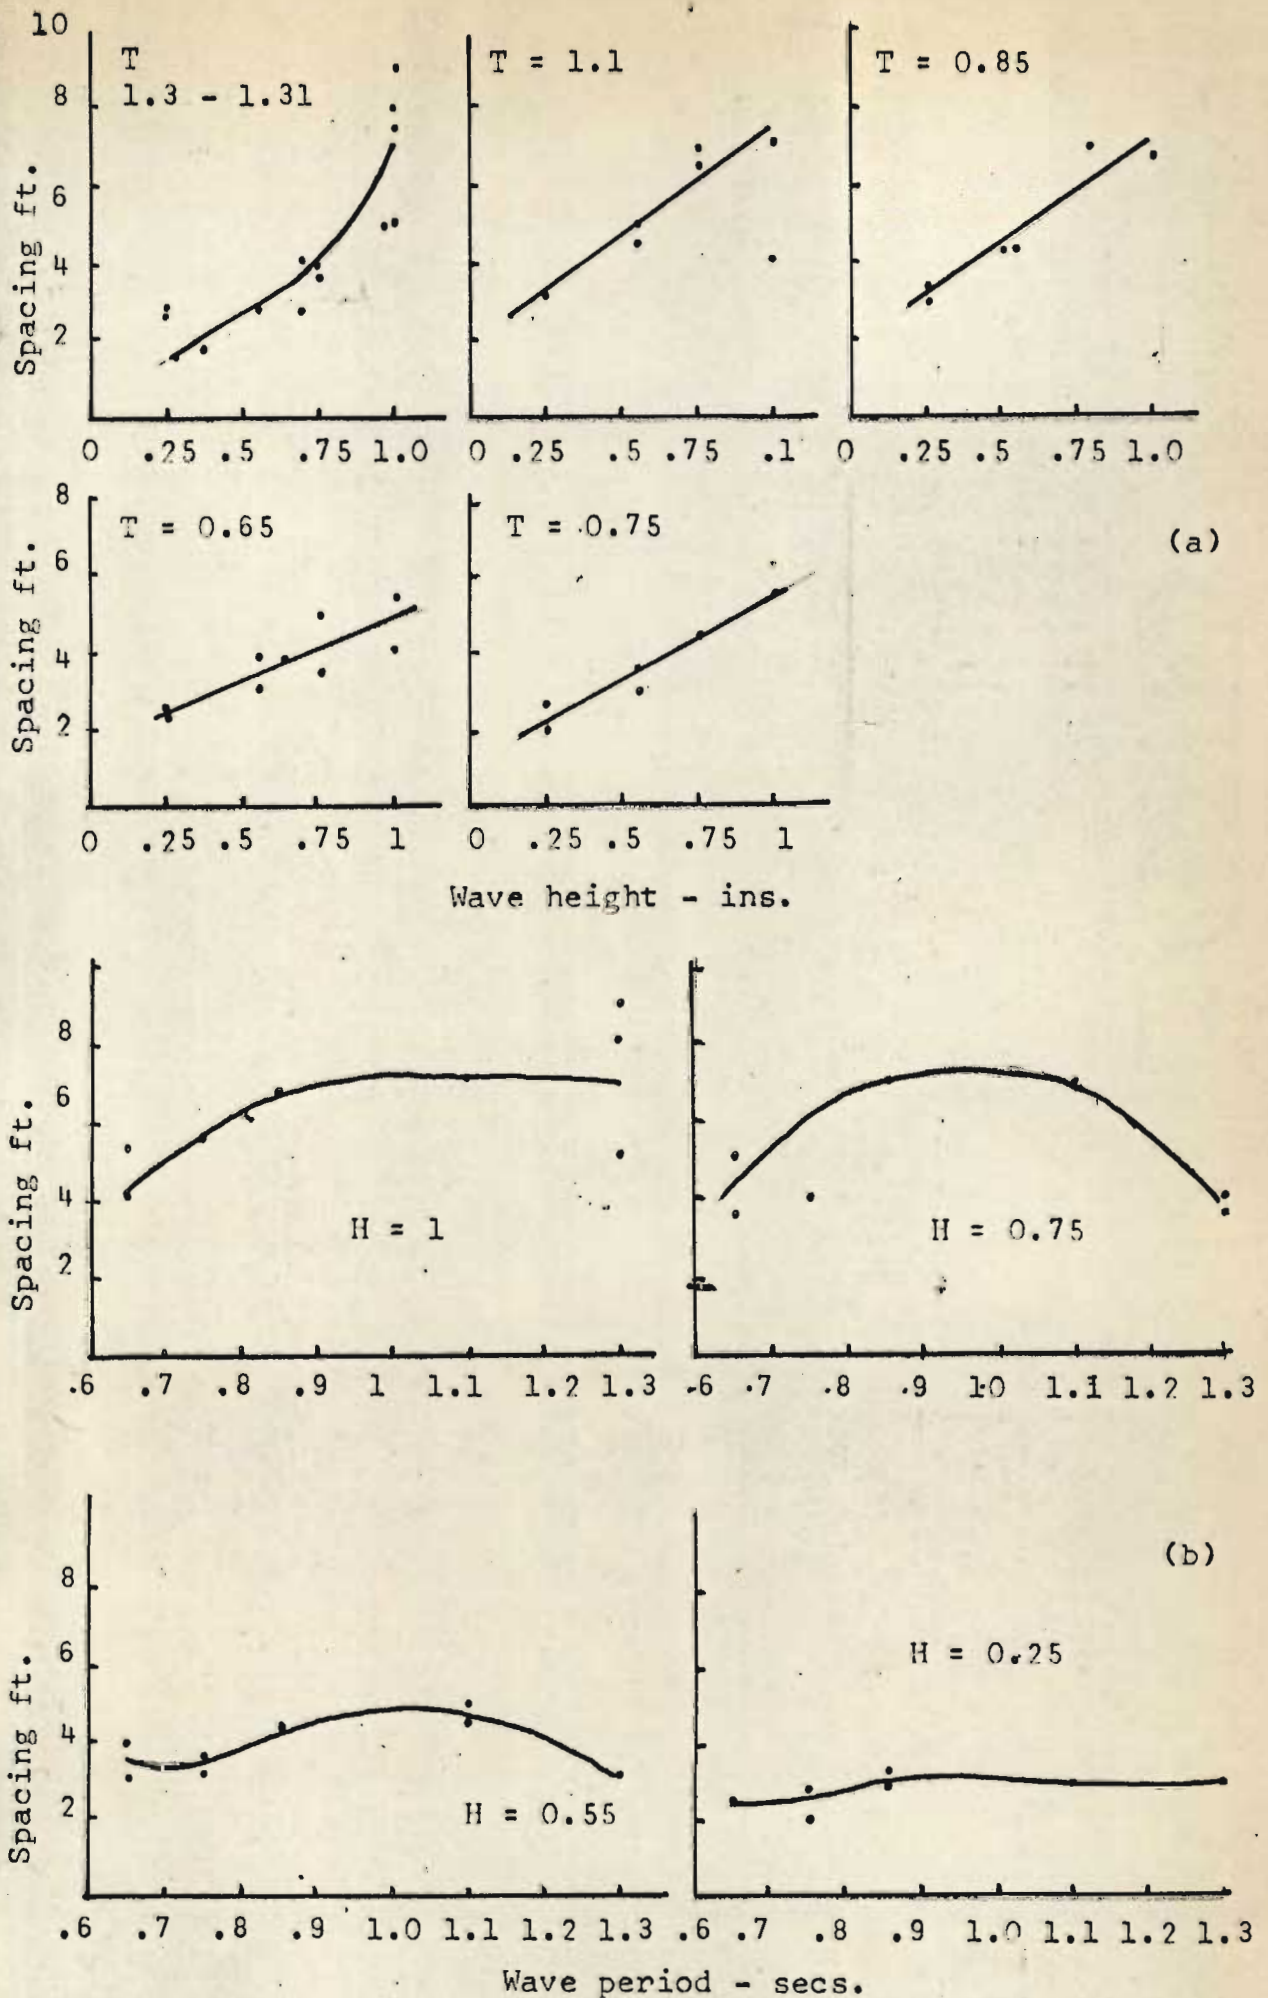 10
8
6
4
2
Spacing ft.
T
1.3 - 1.31
T = 1.1
T = 0.85
0 .25 .5 .75 1.0
0 .25 .5 .75 .1
0 .25 .5 .75 1.0
8
6
4
2
Spacing ft.
T = 0.65
T = 0.75
(a)
0 .25 .5 .75 1
0 .25 .5 .75 1
Wave height - ins.
8
6
4
2
Spacing ft.
H = 1
H = 0.75
.6 .7 .8 .9 1 1.1 1.2 1.3
.6 .7 .8 .9 1.0 1.1 1.2 1.3
8
6
4
2
Spacing ft.
H = 0.55
H = 0.25
(b)
.6 .7 .8 .9 1.0 1.1 1.2 1.3
.6 .7 .8 .9 1.0 1.1 1.2 1.3
Wave period - secs.